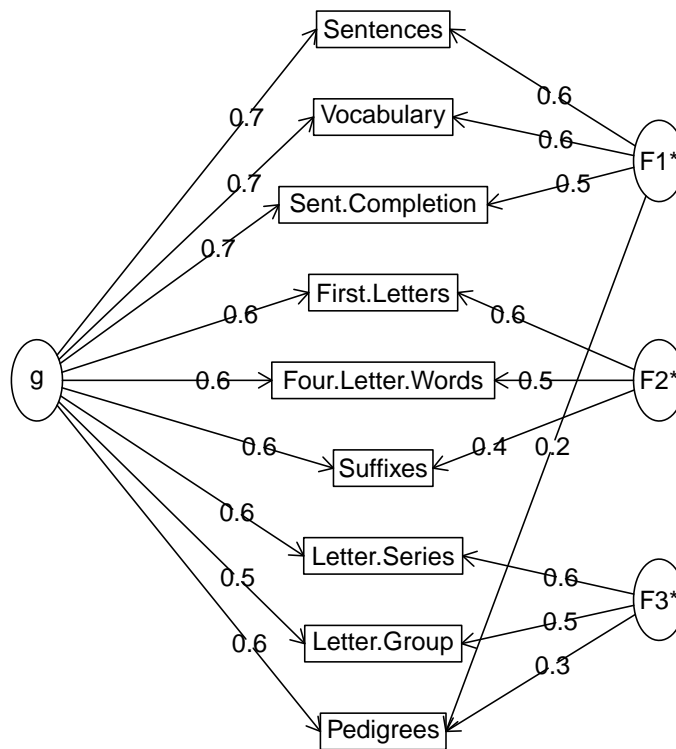 Sentences
0.6
Vocabulary
0.7
0.6
F1*
0.7
0.5
Sent.Completion
0.7
First.Letters
0.6
0.6
g
0.6
Four.Letter.Words
0.5
F2*
0.6
Suffixes
0.4
0.2
0.6
Letter.Series
0.5
0.6
F3*
0.6
Letter.Group
0.5
0.3
Pedigrees